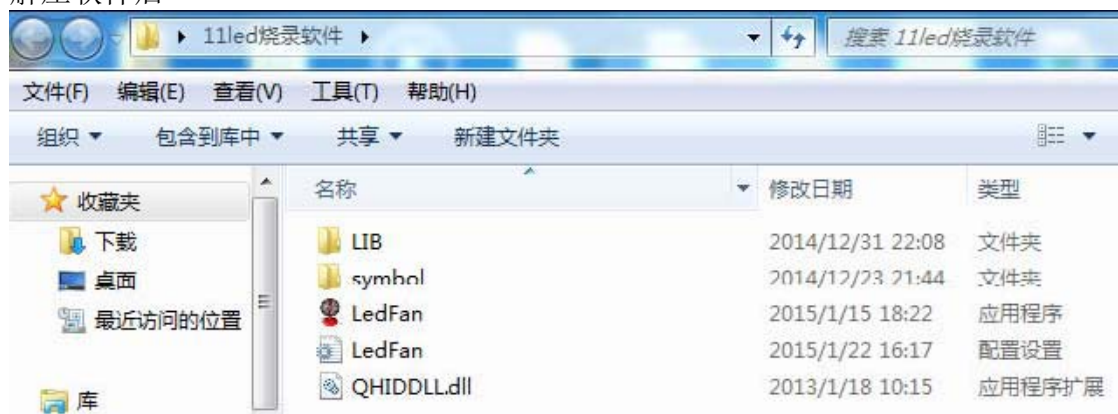 解压软件后
11led烧录软件
搜索 11led烧录软件
文件(F) 编辑(E) 查看(V) 工具(T) 帮助(H)
组织 包含到库中 共享 新建文件夹
名称 修改日期 类型
收藏夹
下载
桌面
最近访问的位置
库
LIB 2014/12/31 22:08 文件夹
symbol 2014/12/23 21:44 文件夹
LedFan 2015/1/15 18:22 应用程序
LedFan 2015/1/22 16:17 配置设置
QHIDDLL.dll 2013/1/18 10:15 应用程序扩展